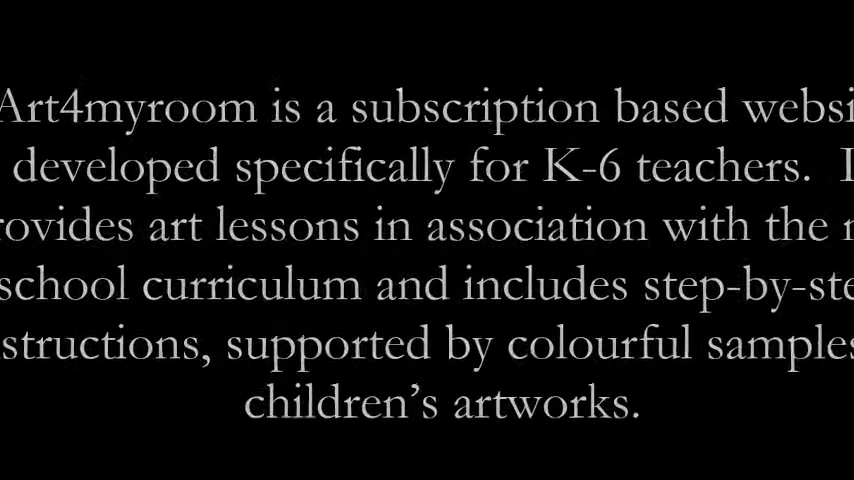 Art4myroom is a subscription based websi
developed specifically for K-6 teachers. I
rovides art lessons in association with the n
school curriculum and includes step-by-ste
structions, supported by colourful samples
children’s artworks.